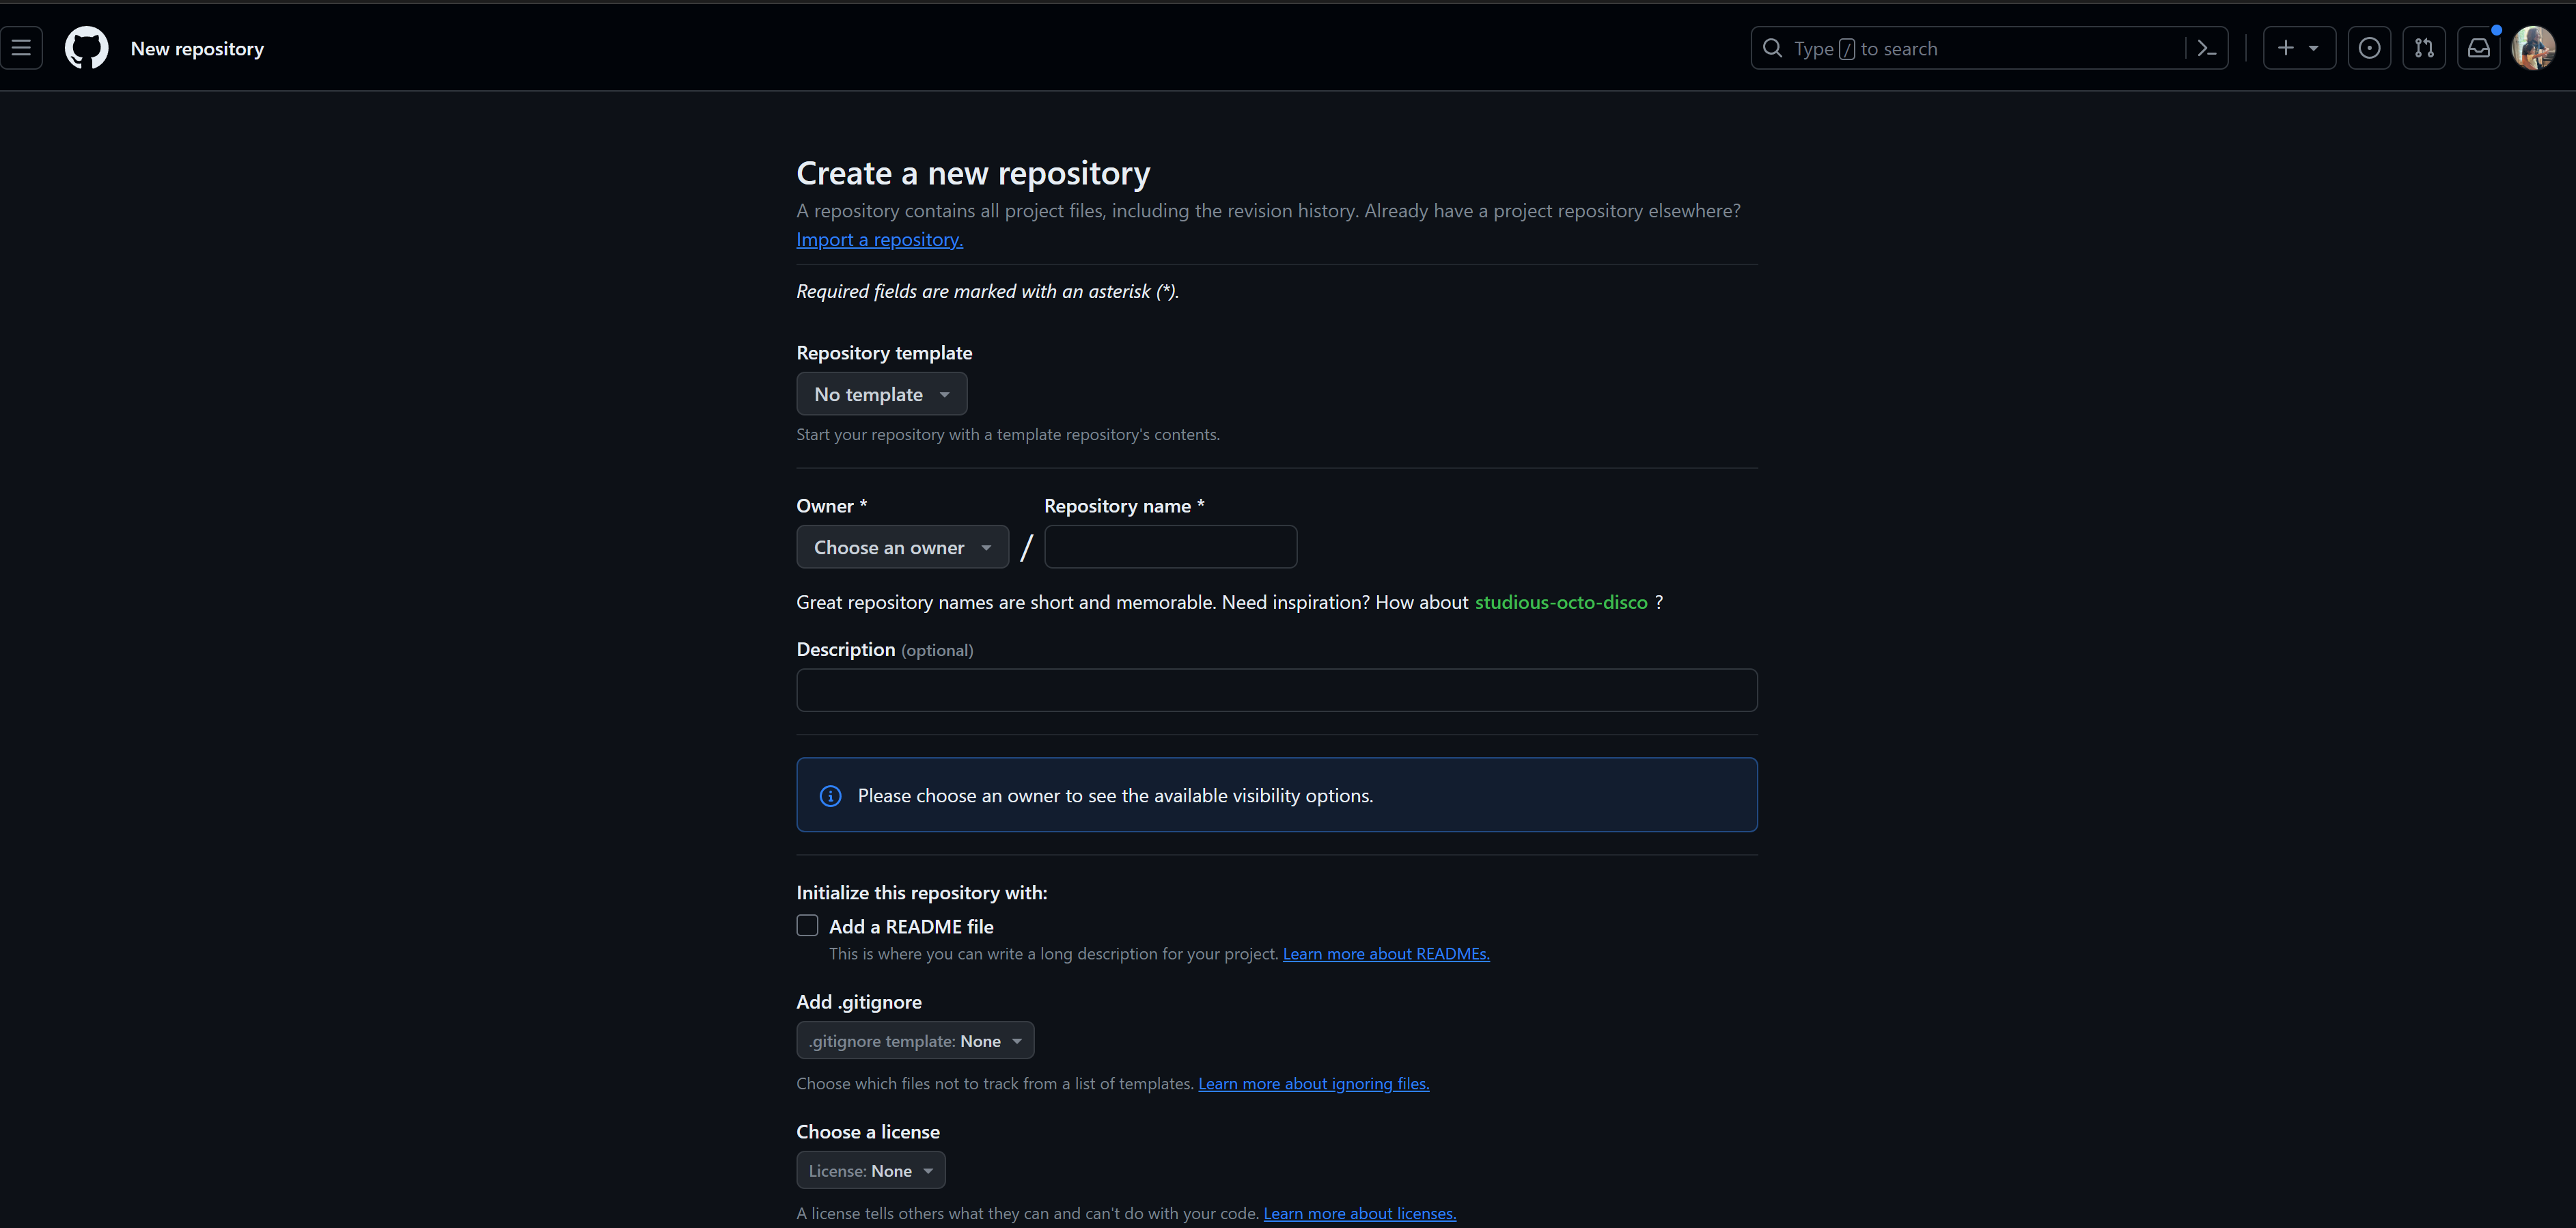 New repository
Type / to search
Create a new repository
A repository contains all project files, including the revision history. Already have a project repository elsewhere?
Import a repository.
Required fields are marked with an asterisk (*).
Repository template
No template
Start your repository with a template repository's contents.
Owner *
Repository name *
Choose an owner
/
Great repository names are short and memorable. Need inspiration? How about studious-octo-disco ?
Description (optional)
Please choose an owner to see the available visibility options.
Initialize this repository with:
Add a README file
This is where you can write a long description for your project. Learn more about READMEs.
Add .gitignore
.gitignore template: None
Choose which files not to track from a list of templates. Learn more about ignoring files.
Choose a license
License: None
A license tells others what they can and can't do with your code. Learn more about licenses.